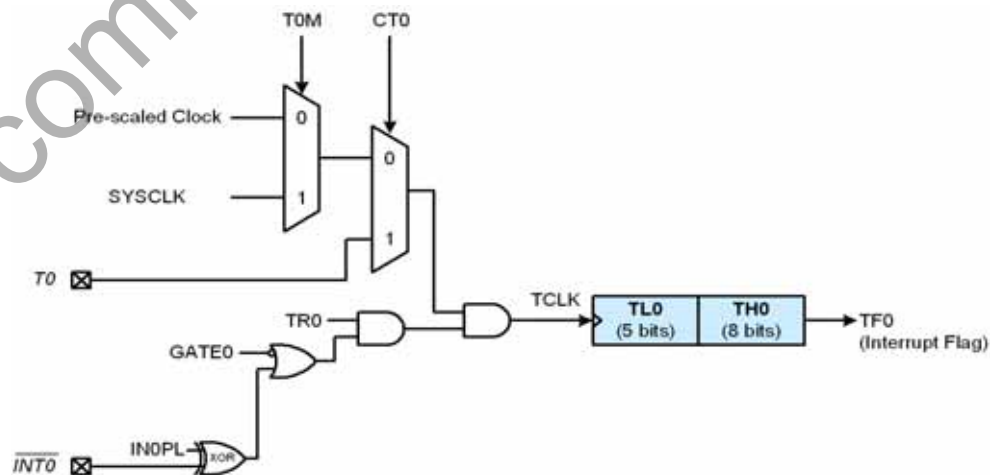 com
T0M
CT0
Pre-scaled Clock
0
SYSCLK
1
0
1
T0
TR0
GATE0
IN0PL
XOR
INT0
TCLK
TL0
(5 bits)
TH0
(8 bits)
TF0
(Interrupt Flag)